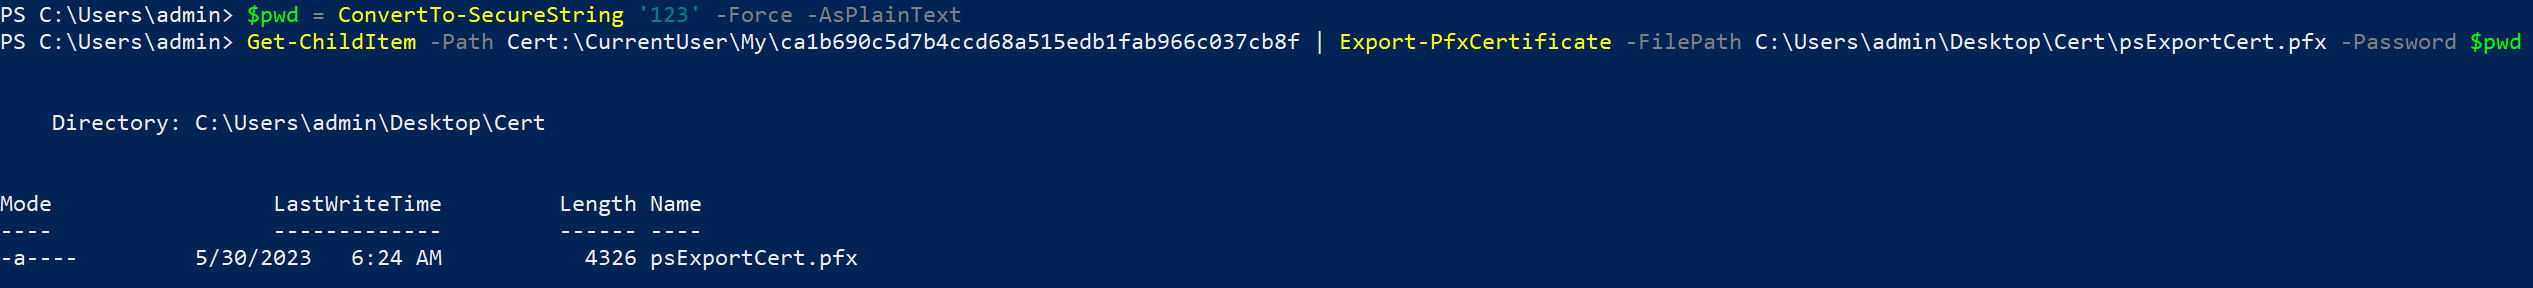 PS C:\Users\admin> $pwd = ConvertTo-SecureString '123' -Force -AsPlainText
PS C:\Users\admin> Get-ChildItem -Path Cert:\CurrentUser\My\ca1b690c5d7b4ccd68a515edb1fab966c037cb8f | Export-PfxCertificate -FilePath C:\Users\admin\Desktop\Cert\psExportCert.pfx -Password $pwd
Directory: C:\Users\admin\Desktop\Cert
Mode LastWriteTime Length Name
---- ------------- ------ ----
-a---- 5/30/2023 6:24 AM 4326 psExportCert.pfx